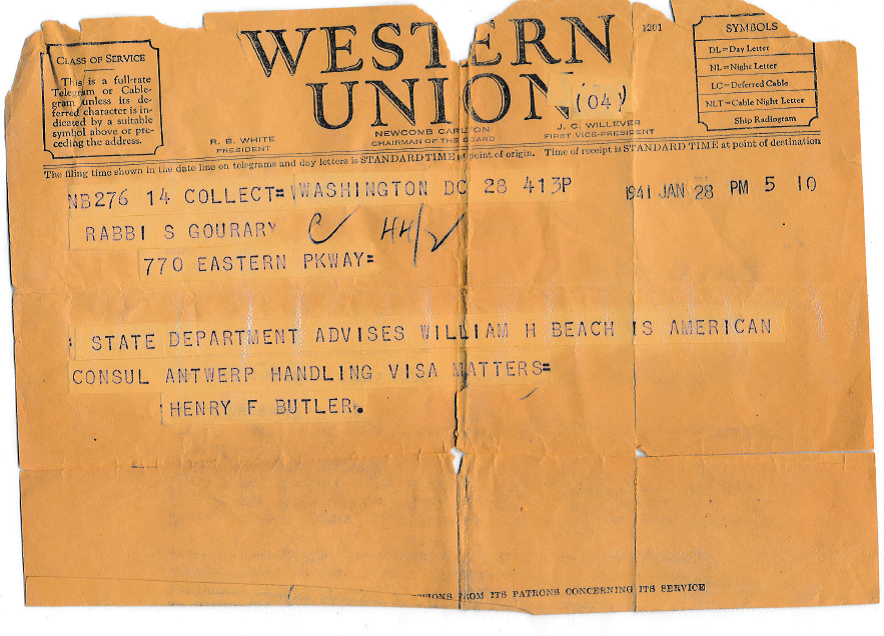 CLASS OF SERVICE
This is a full-rate
Telegram or Cable-
gram unless its de-
ferred character is in-
dicated by a suitable
symbol above or pre-
ceding the address.
WESTERN
UNION
(04)
1201
SYMBOLS
DL=Day Letter
NL=Night Letter
LC=Deferred Cable
NLT=Cable Night Letter
Ship Radiogram
R. B. WHITE
PRESIDENT
NEWCOMB CARLTON
CHAIRMAN OF THE BOARD
J. C. WILLEVER
FIRST VICE-PRESIDENT
The filing time shown in the date line on telegrams and day letters is STANDARD TIME at point of origin. Time of receipt is STANDARD TIME at point of destination
NB276 14 COLLECT=WASHINGTON DC 28 413P
1941 JAN 28 PM 5 10
RABBI S GOURARY
770 EASTERN PKWAY=
STATE DEPARTMENT ADVISES WILLIAM H BEACH IS AMERICAN
CONSUL ANTWERP HANDLING VISA MATTERS=
HENRY F BUTLER.
FROM ITS PATRONS CONCERNING ITS SERVICE